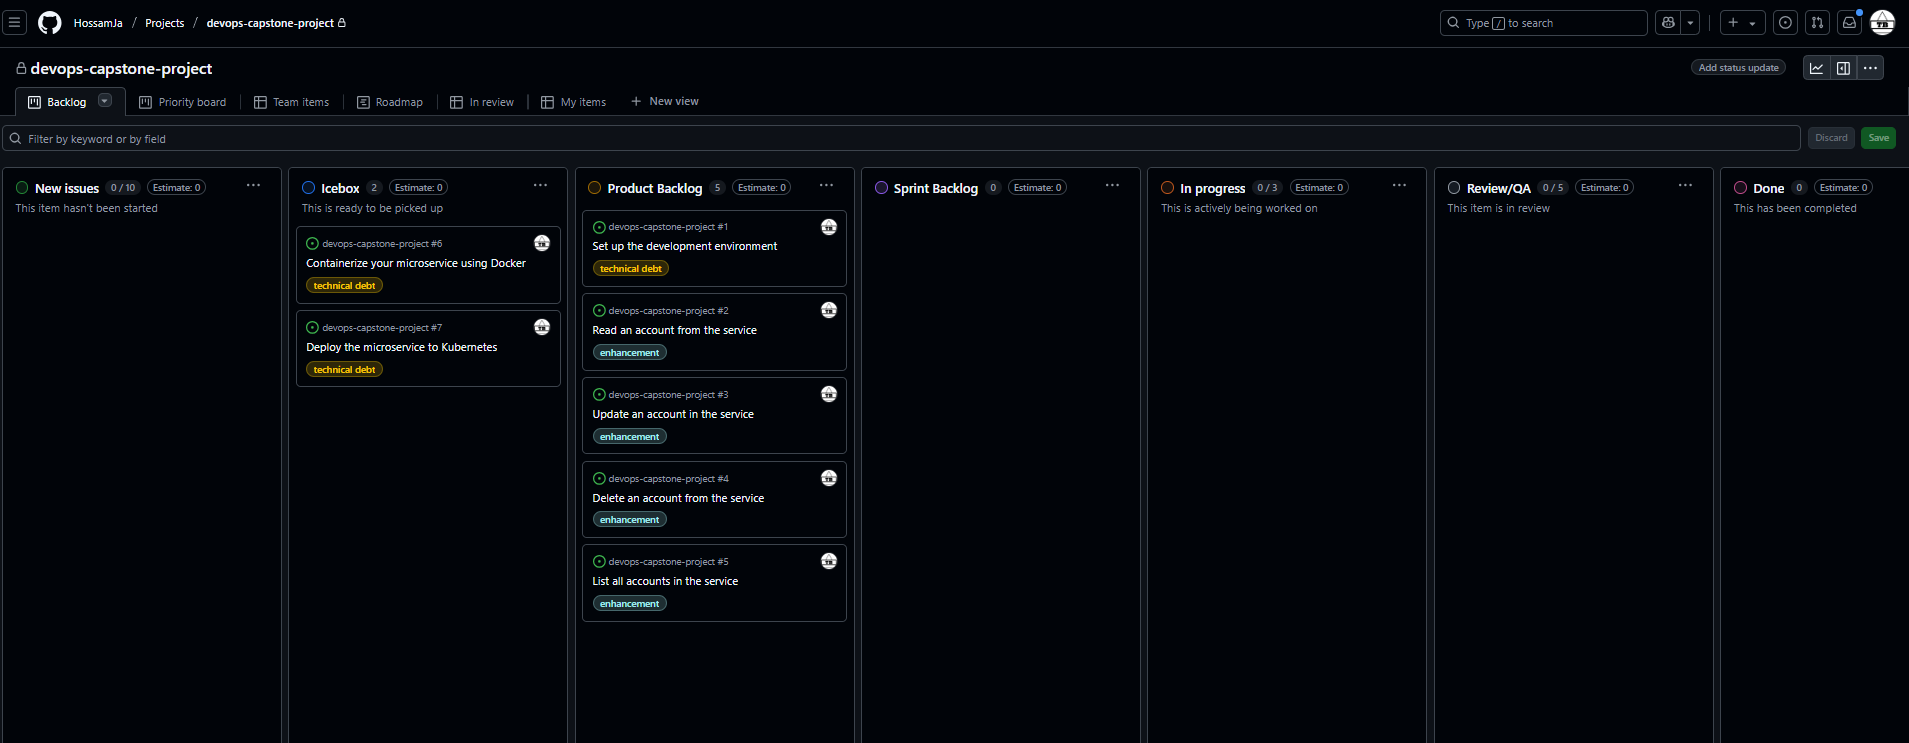 HossamJa / Projects / devops-capstone-project
Type / to search
devops-capstone-project
Add status update
Backlog
Priority board
Team items
Roadmap
In review
My items
New view
Filter by keyword or by field
Discard
Save
New issues 0 / 10 Estimate: 0
This item hasn't been started
Icebox 2 Estimate: 0
This is ready to be picked up
devops-capstone-project #6
Containerize your microservice using Docker
technical debt
devops-capstone-project #7
Deploy the microservice to Kubernetes
technical debt
Product Backlog 5 Estimate: 0
devops-capstone-project #1
Set up the development environment
technical debt
devops-capstone-project #2
Read an account from the service
enhancement
devops-capstone-project #3
Update an account in the service
enhancement
devops-capstone-project #4
Delete an account from the service
enhancement
devops-capstone-project #5
List all accounts in the service
enhancement
Sprint Backlog 0 Estimate: 0
In progress 0 / 3 Estimate: 0
This is actively being worked on
Review/QA 0 / 5 Estimate: 0
This item is in review
Done 0 Estimate: 0
This has been completed